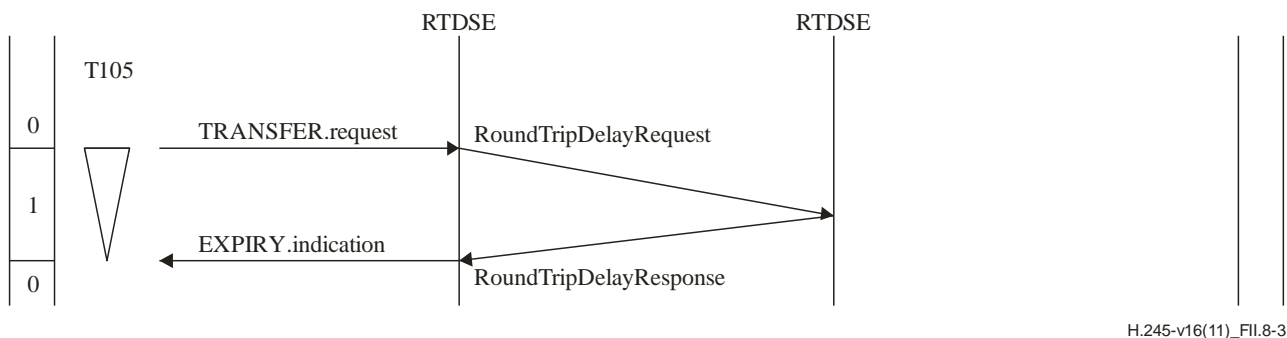 RTDSE RTDSE
T105
0
TRANSFER.request RoundTripDelayRequest
1
EXPIRY.indication
0
RoundTripDelayResponse
H.245-v16(11)_FII.8-3